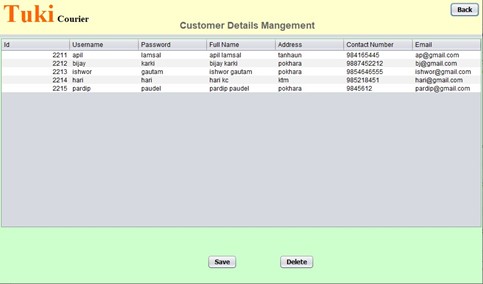 Tuki Courier
Back
Customer Details Mangement
Id Username Password Full Name Address Contact Number Email
2211 apil lamsal apil lamsal tanhaun 984165445 ap@gmail.com
2212 bijay karki bijay karki pokhara 9887452212 bj@gmail.com
2213 ishwor gautam ishwor gautam pokhara 9854546555 ishwor@gmail.com
2214 hari hari hari kc ktm 985218451 hari@gmail.com
2215 pardip paudel pardip paudel pokhara 9845612 pardip@gmail.com
Save Delete